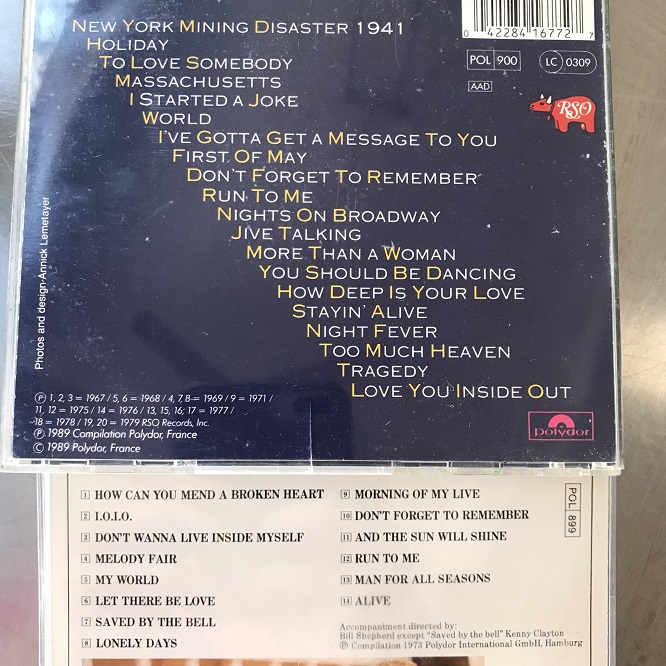 NEW YORK MINING DISASTER 1941
HOLIDAY
TO LOVE SOMEBODY
MASSACHUSETTS
I STARTED A JOKE
WORLD
I'VE GOTTA GET A MESSAGE TO YOU
FIRST OF MAY
DON'T FORGET TO REMEMBER
RUN TO ME
NIGHTS ON BROADWAY
JIVE TALKING
MORE THAN A WOMAN
YOU SHOULD BE DANCING
HOW DEEP IS YOUR LOVE
STAYIN' ALIVE
NIGHT FEVER
TOO MUCH HEAVEN
TRAGEDY
LOVE YOU INSIDE OUT
0 42284 16772 7
POL 900
LC 0309
AAD
RSO
Photos and design-Annick Lemetayer
Ⓟ 1, 2, 3 = 1967 / 5, 6 = 1968 / 4, 7, 8 = 1969 / 9 = 1971 /
11, 12 = 1975 / 14 = 1976 / 13, 15, 16, 17 = 1977 /
18 = 1978 / 19, 20 = 1979 RSO Records, Inc.
Ⓟ 1989 Compilation Polydor, France
© 1989 Polydor, France
polydor
1 HOW CAN YOU MEND A BROKEN HEART
2 I.O.I.O.
3 DON'T WANNA LIVE INSIDE MYSELF
4 MELODY FAIR
5 MY WORLD
6 LET THERE BE LOVE
7 SAVED BY THE BELL
8 LONELY DAYS
9 MORNING OF MY LIVE
10 DON'T FORGET TO REMEMBER
11 AND THE SUN WILL SHINE
12 RUN TO ME
13 MAN FOR ALL SEASONS
14 ALIVE
POL 899
Accompaniment directed by:
Bill Shepherd except "Saved by the bell" Kenny Clayton
Ⓟ Compilation 1973 Polydor International GmbH, Hamburg